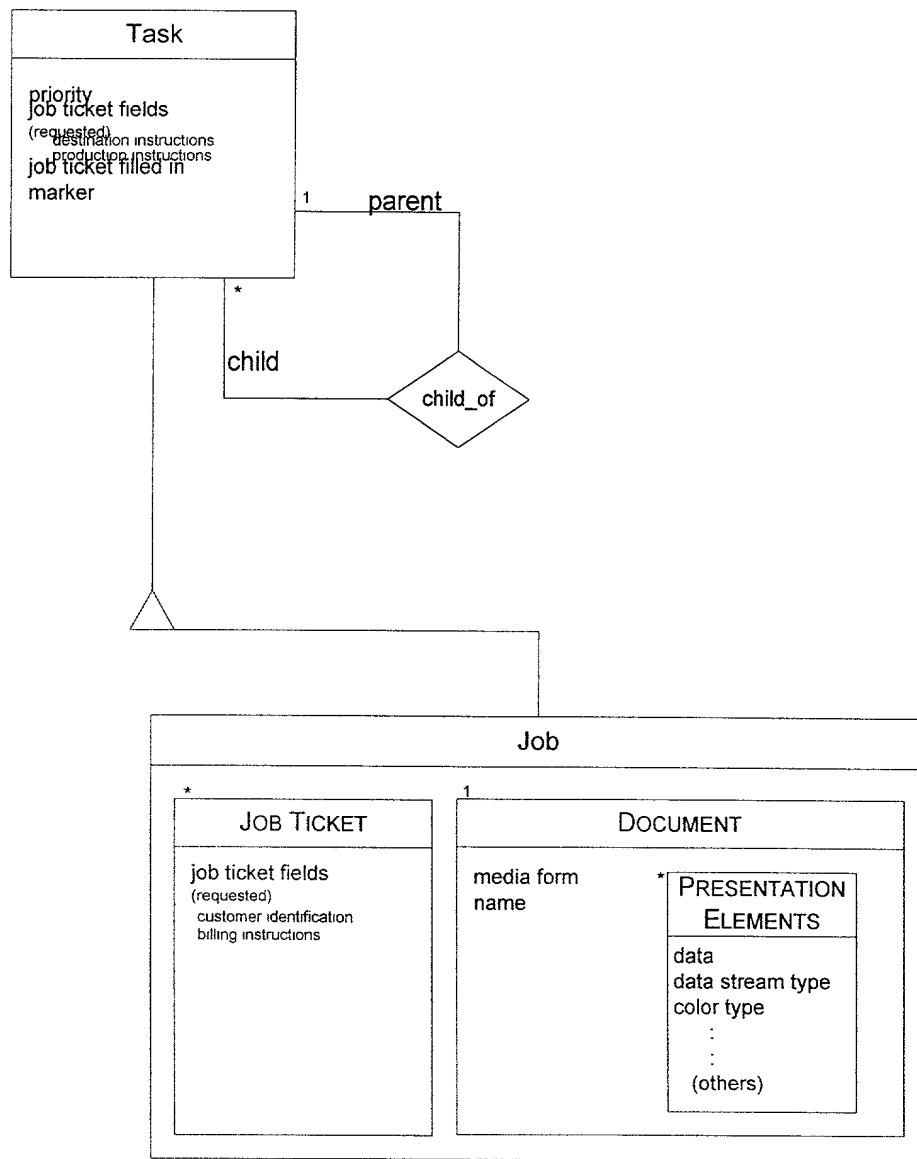 Task
priority
job ticket fields
(requested)
destination instructions
production instructions
job ticket filled in
marker
1
parent
*
child
child_of
Job
*
JOB TICKET
job ticket fields
(requested)
customer identification
billing instructions
1
DOCUMENT
media form
name
*
PRESENTATION
ELEMENTS
data
data stream type
color type
:
:
(others)